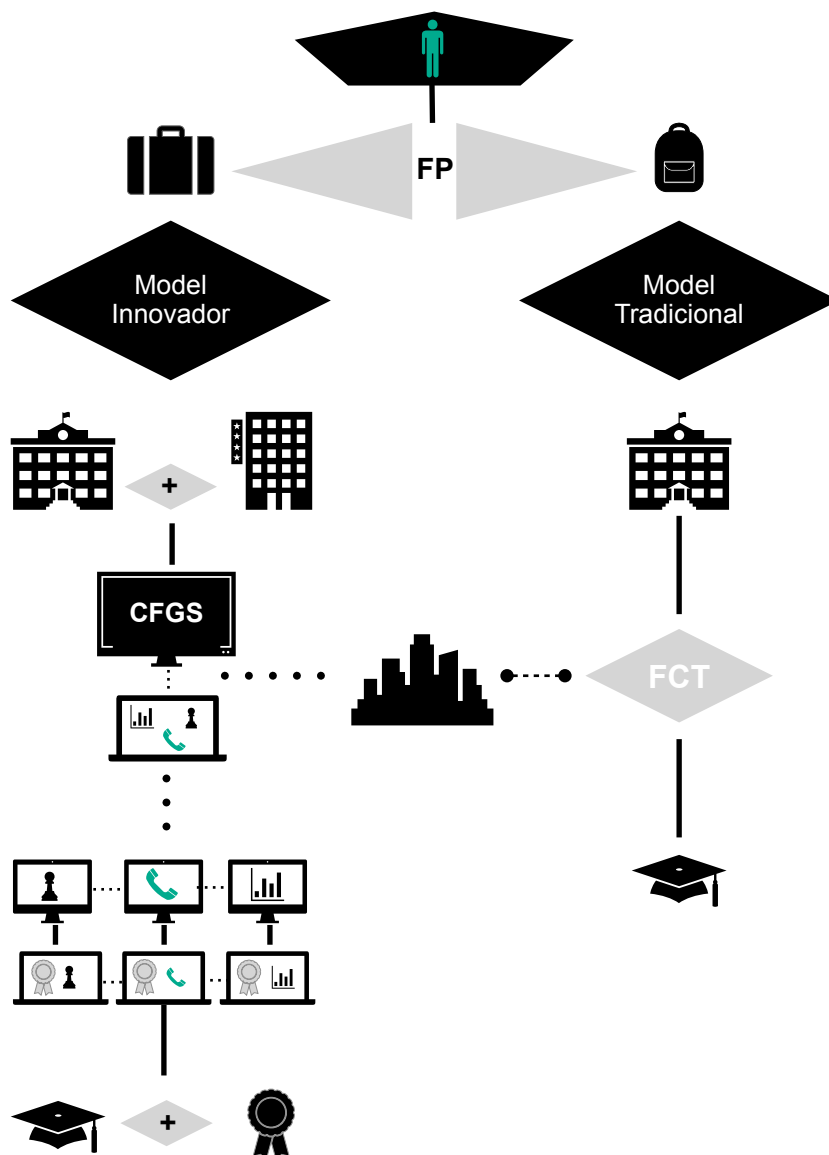 FP
Model
Innovador
Model
Tradicional
+
CFGS
FCT
+